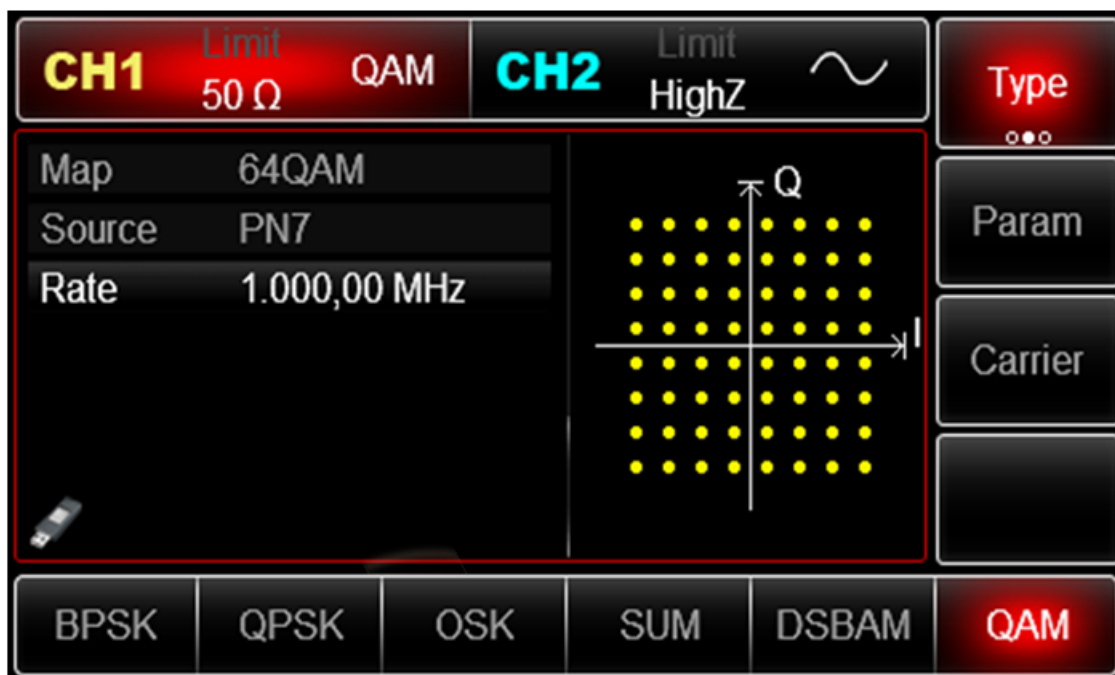 CH1 Limit 50 Ω QAM
CH2 Limit HighZ
Type
Map 64QAM
Source PN7
Rate 1.000,00 MHz
Q
I
Param
Carrier
BPSK QPSK OSK SUM DSBAM QAM